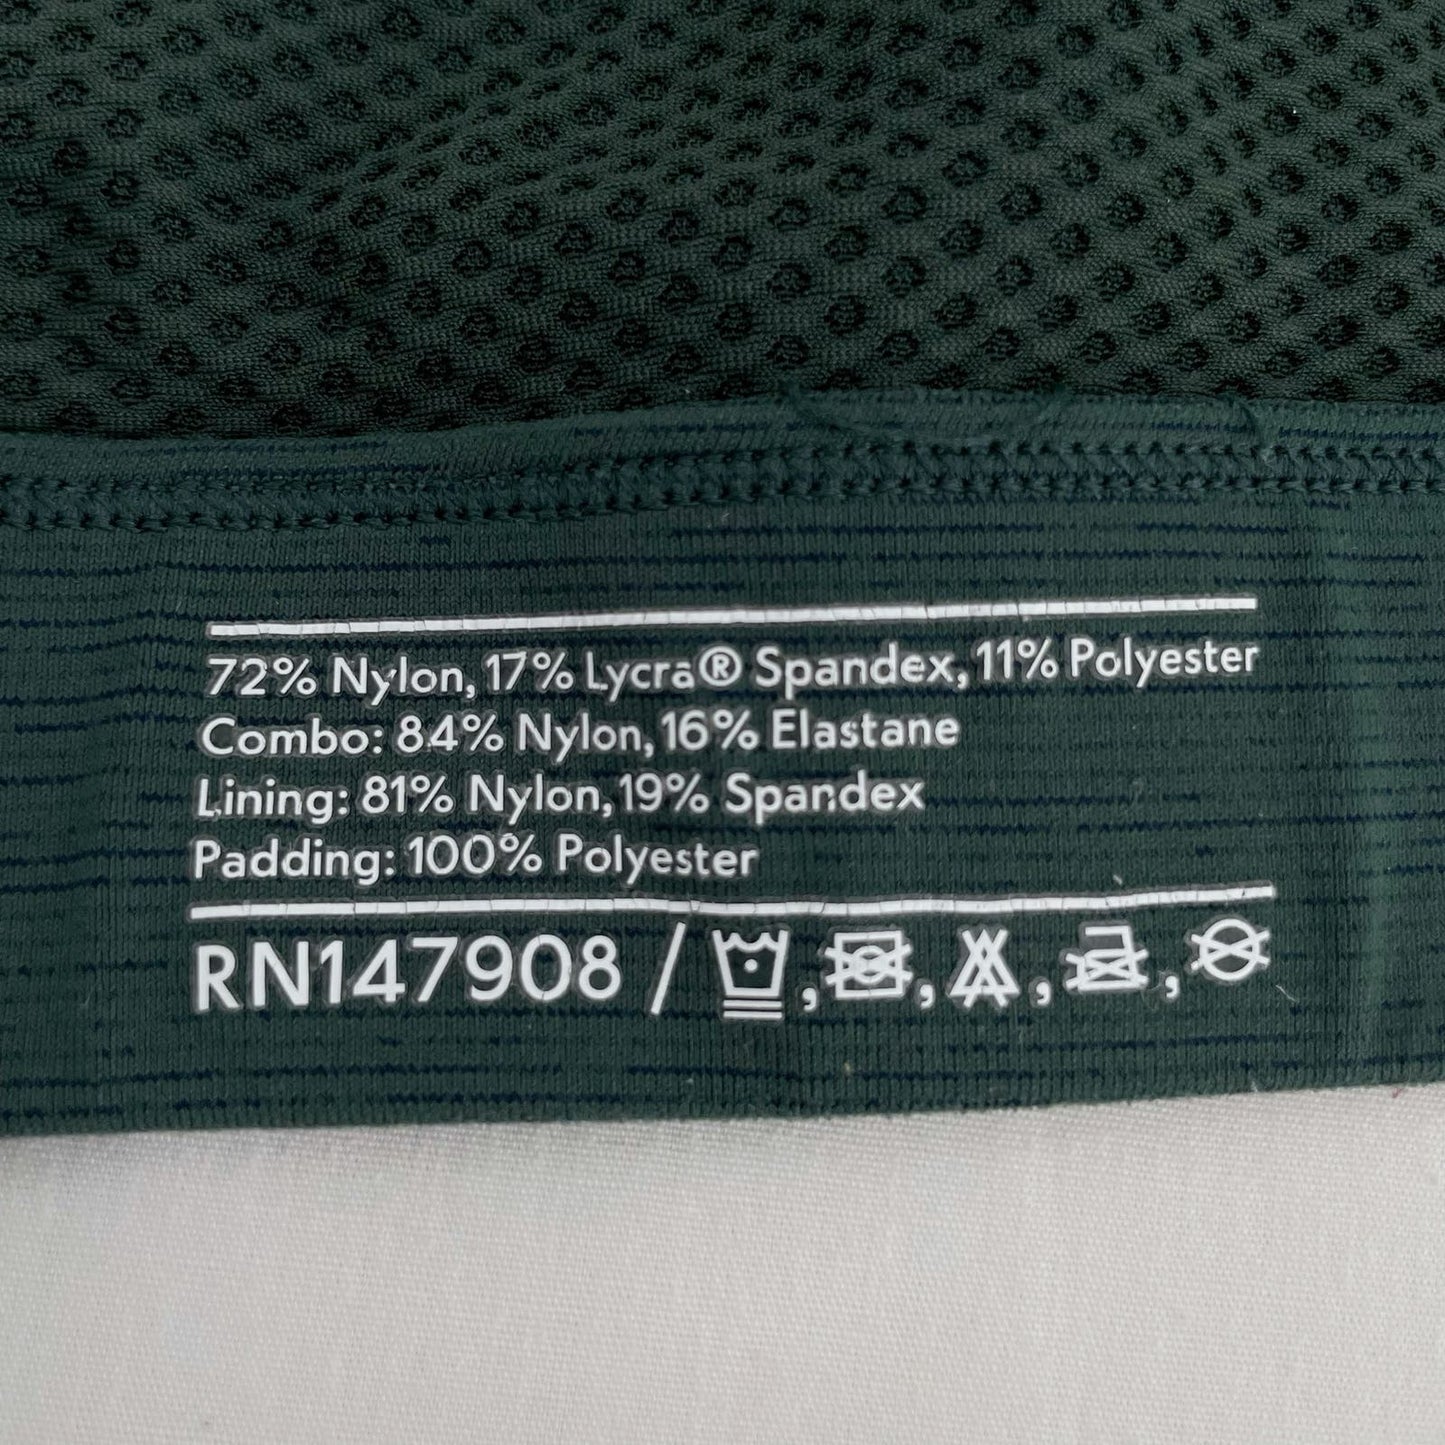 72% Nylon, 17% Lycra® Spandex, 11% Polyester
Combo: 84% Nylon, 16% Elastane
Lining: 81% Nylon, 19% Spandex
Padding: 100% Polyester
RN147908 / , , , ,